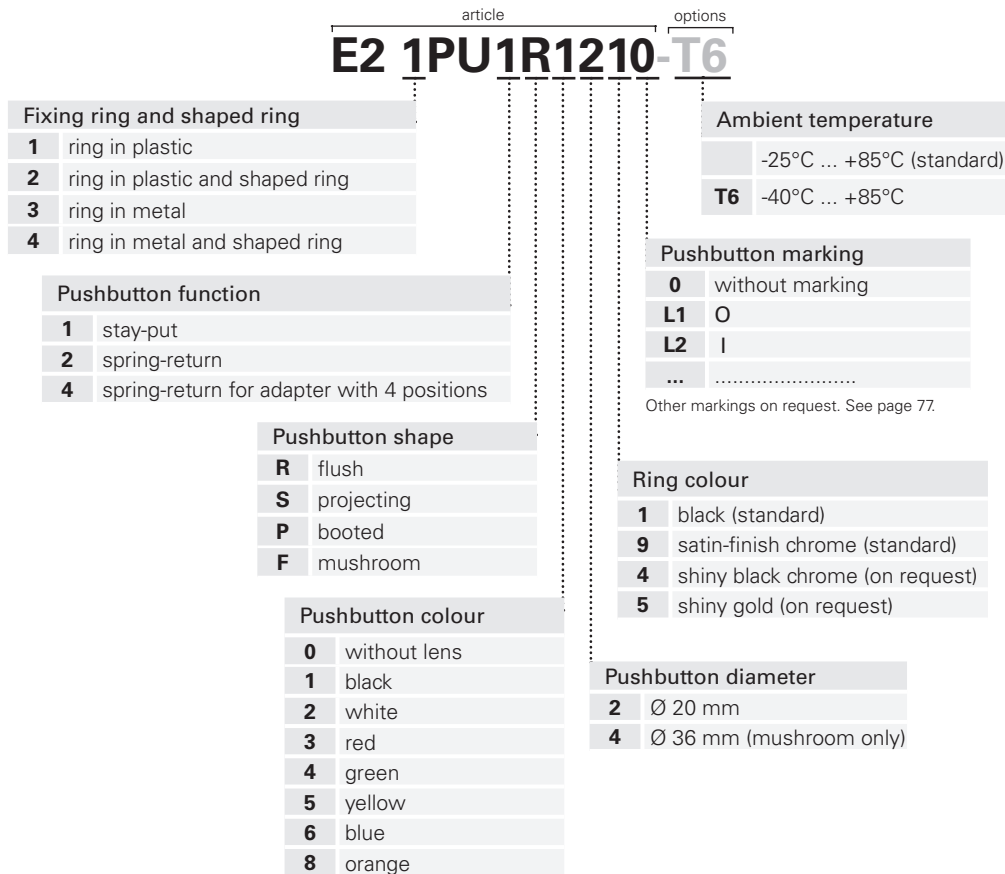 article options
E2 1PU1R1210-T6
Fixing ring and shaped ring
1 ring in plastic
2 ring in plastic and shaped ring
3 ring in metal
4 ring in metal and shaped ring
Ambient temperature
-25°C ... +85°C (standard)
T6 -40°C ... +85°C
Pushbutton marking
0 without marking
L1 O
L2 I
... ........................
Other markings on request. See page 77.
Pushbutton function
1 stay-put
2 spring-return
4 spring-return for adapter with 4 positions
Pushbutton shape
R flush
S projecting
P booted
F mushroom
Ring colour
1 black (standard)
9 satin-finish chrome (standard)
4 shiny black chrome (on request)
5 shiny gold (on request)
Pushbutton colour
0 without lens
1 black
2 white
3 red
4 green
5 yellow
6 blue
8 orange
Pushbutton diameter
2 Ø 20 mm
4 Ø 36 mm (mushroom only)